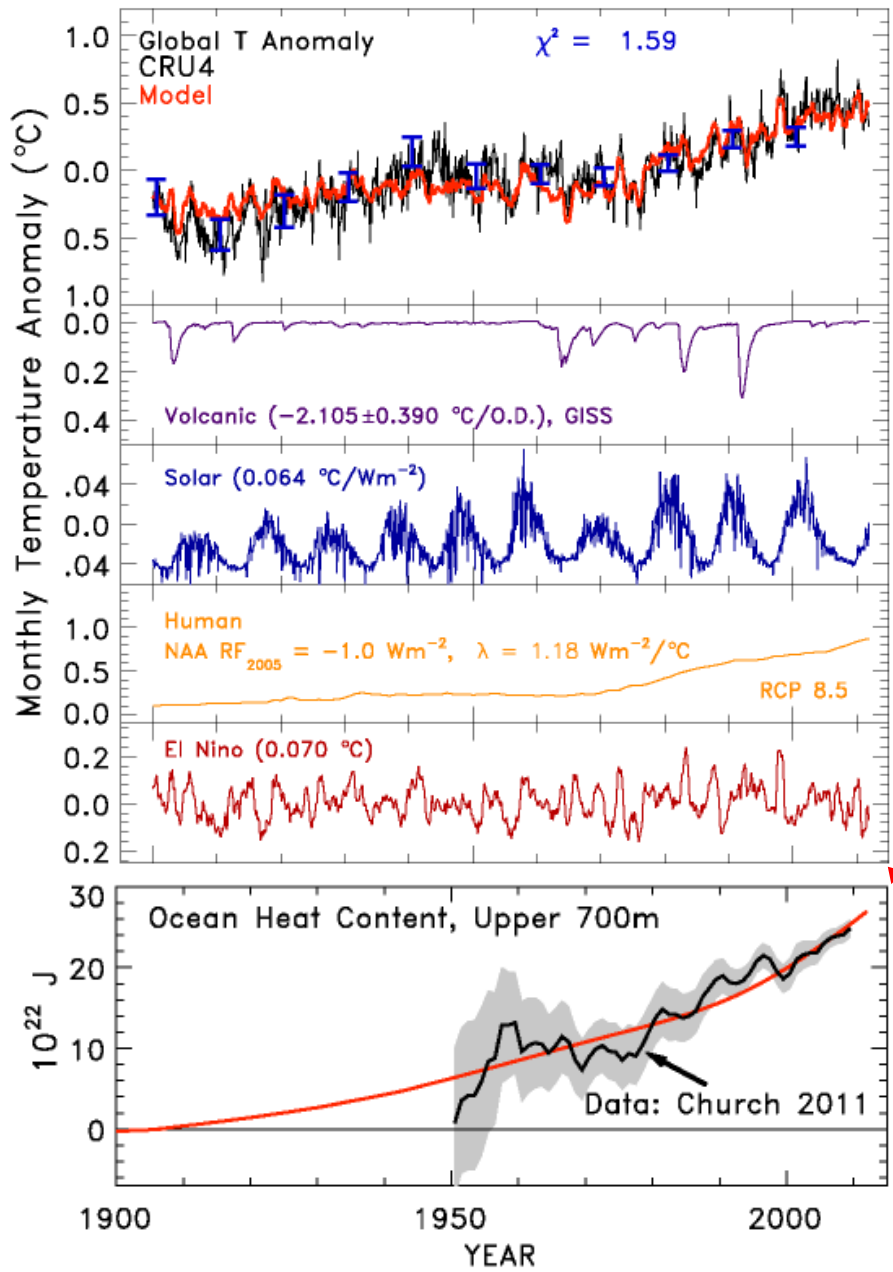 Monthly Temperature Anomaly (°C)
1.0
0.5
0.0
0.5
1.0
Global T Anomaly
CRU4
Model
χ² = 1.59
0.0
0.2
0.4
Volcanic (−2.105±0.390 °C/O.D.), GISS
.04
0.0
.04
Solar (0.064 °C/Wm⁻²)
1.0
0.5
0.0
Human
NAA RF₂₀₀₅ = −1.0 Wm⁻², λ = 1.18 Wm⁻²/°C
RCP 8.5
0.2
0.0
0.2
El Nino (0.070 °C)
10²² J
30
20
10
0
Ocean Heat Content, Upper 700m
Data: Church 2011
1900 1950 2000
YEAR